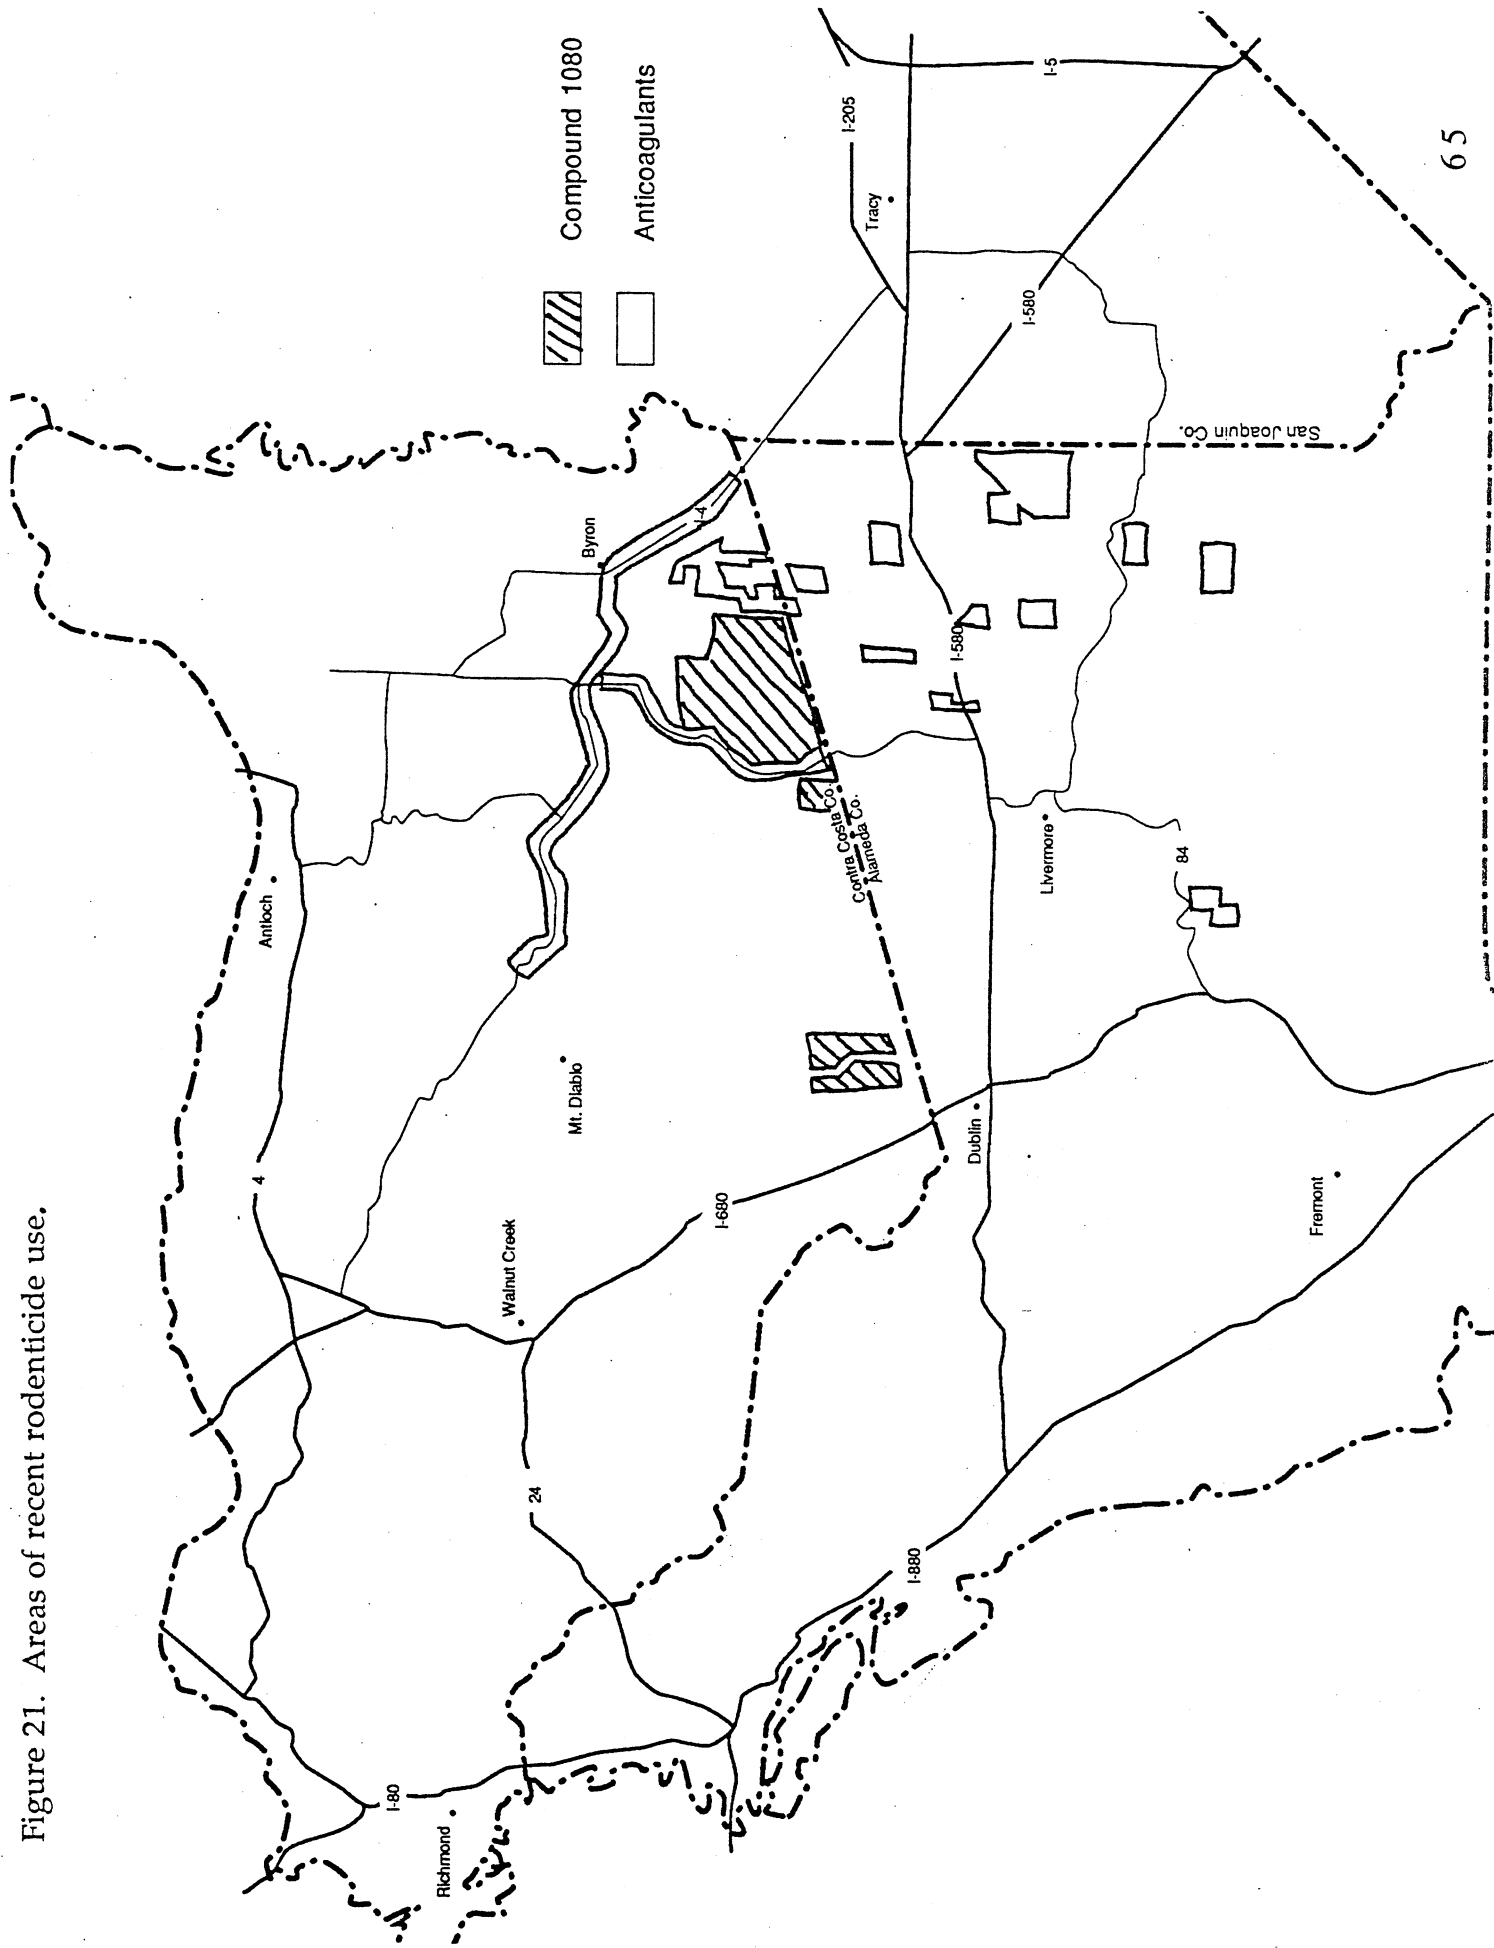 Figure 21. Areas of recent rodenticide use.
Compound 1080
Anticoagulants
Antioch
4
Byron
I-4
Mt. Diablo
Walnut Creek
I-680
24
I-80
Richmond
I-880
Contra Costa Co.
Alameda Co.
Dublin
Livermore
84
Fremont
I-580
I-580
I-205
Tracy
I-5
San Joaquin Co.
65